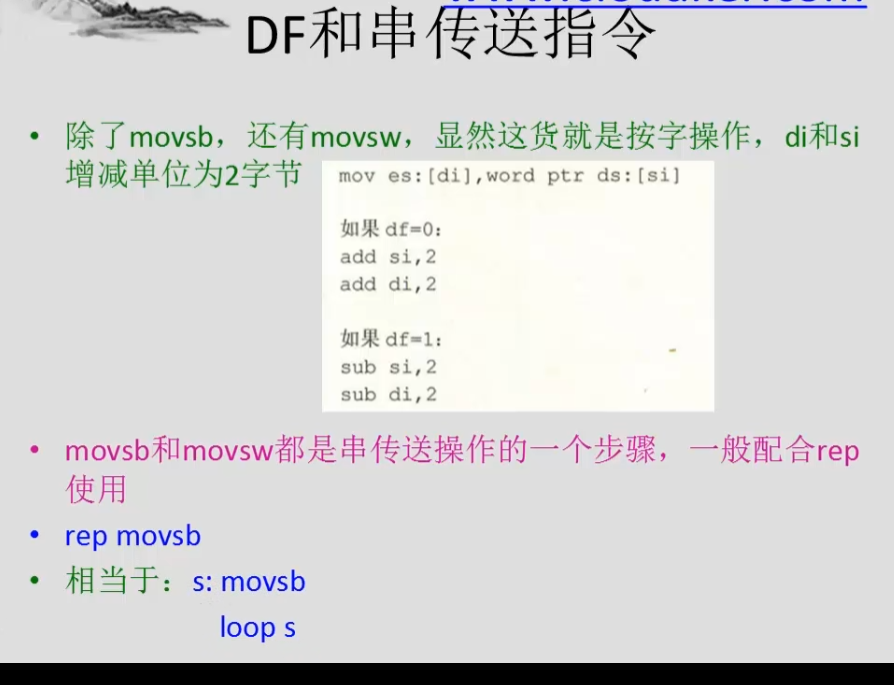 DF和串传送指令
• 除了movsb，还有movsw，显然这货就是按字操作，di和si
增减单位为2字节
mov es:[di],word ptr ds:[si]
如果df=0:
add si,2
add di,2
如果df=1:
sub si,2
sub di,2
• movsb和movsw都是串传送操作的一个步骤，一般配合rep
使用
• rep movsb
• 相当于：s: movsb
loop s